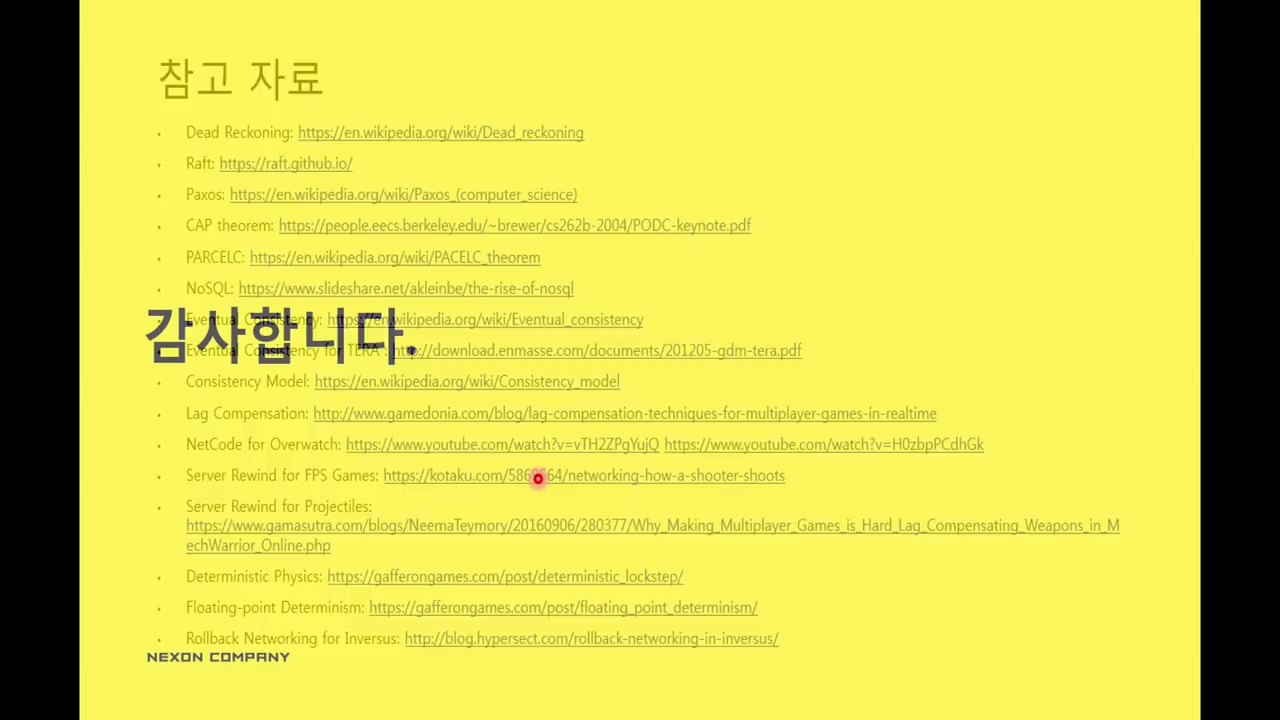 참고 자료
• Dead Reckoning: https://en.wikipedia.org/wiki/Dead_reckoning
• Raft: https://raft.github.io/
• Paxos: https://en.wikipedia.org/wiki/Paxos_(computer_science)
• CAP theorem: https://people.eecs.berkeley.edu/~brewer/cs262b-2004/PODC-keynote.pdf
• PARCELC: https://en.wikipedia.org/wiki/PACELC_theorem
• NoSQL: https://www.slideshare.net/akleinbe/the-rise-of-nosql
• Eventual Consistency: https://en.wikipedia.org/wiki/Eventual_consistency
감사합니다.
• Eventual Consistency for TERA : http://download.enmasse.com/documents/201205-gdm-tera.pdf
• Consistency Model: https://en.wikipedia.org/wiki/Consistency_model
• Lag Compensation: http://www.gamedonia.com/blog/lag-compensation-techniques-for-multiplayer-games-in-realtime
• NetCode for Overwatch: https://www.youtube.com/watch?v=vTH2ZPgYujQ https://www.youtube.com/watch?v=H0zbpPCdhGk
• Server Rewind for FPS Games:
• Server Rewind for Projectiles:
https://www.gamasutra.com/blogs/NeemaTeymory/20160906/280377/Why_Making_Multiplayer_Games_is_Hard_Lag_Compensating_Weapons_in_M
echWarrior_Online.php
• Deterministic Physics: https://gafferongames.com/post/deterministic_lockstep/
• Floating-point Determinism: https://gafferongames.com/post/floating_point_determinism/
• Rollback Networking for Inversus: http://blog.hypersect.com/rollback-networking-in-inversus/
NEXON COMPANY